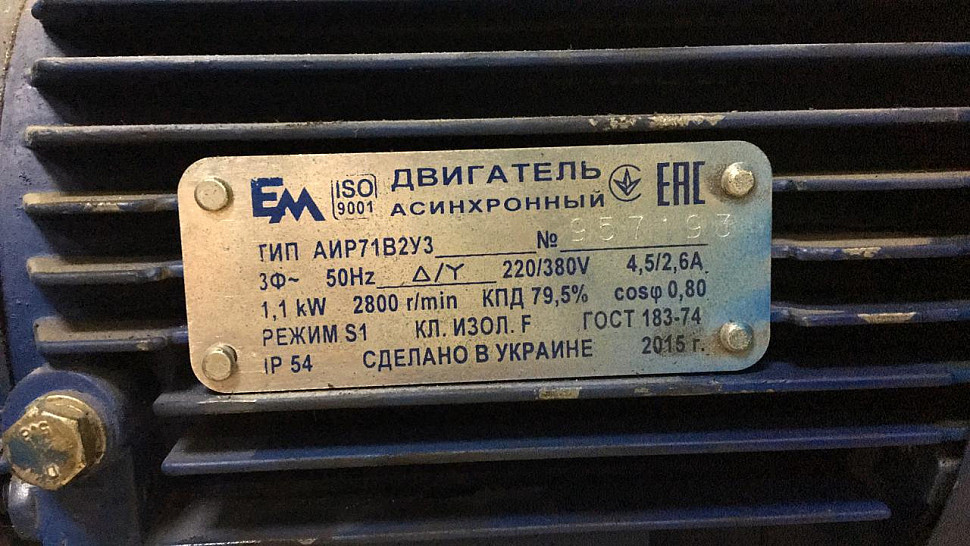 ЕМ ISO 9001 ДВИГАТЕЛЬ АСИНХРОННЫЙ ЕАС
ТИП АИР71В2У3 № 957193
3Ф~ 50Hz Δ/Y 220/380V 4,5/2,6А
1,1 kW 2800 r/min КПД 79,5% cosφ 0,80
РЕЖИМ S1 КЛ. ИЗОЛ. F ГОСТ 183-74
IP 54 СДЕЛАНО В УКРАИНЕ 2015 г.